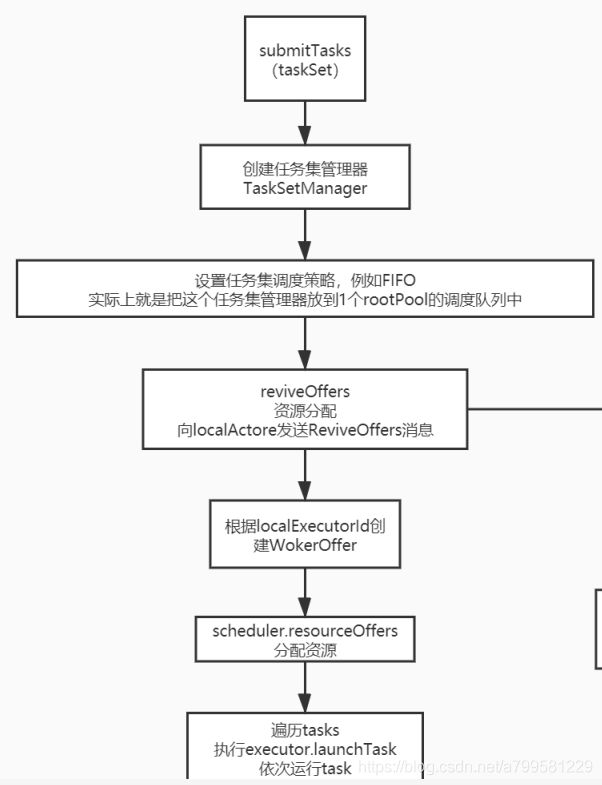 submitTasks
（taskSet）
创建任务集管理器
TaskSetManager
设置任务集调度策略，例如FIFO
实际上就是把这个任务集管理器放到1个rootPool的调度队列中
reviveOffers
资源分配
向localActore发送ReviveOffers消息
根据localExecutorId创
建WokerOffer
scheduler.resourceOffers
分配资源
遍历tasks
执行executor.launchTask
依次运行task
https://blog.csdn.net/a799581229